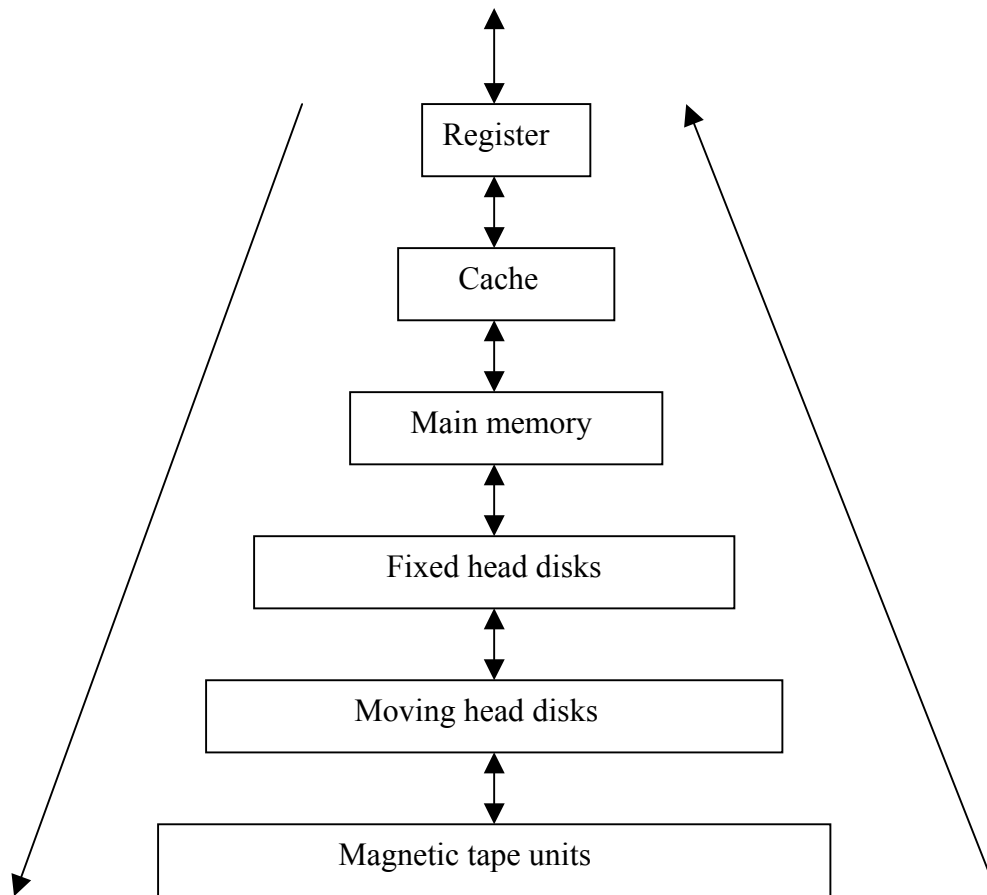 Register
Cache
Main memory
Fixed head disks
Moving head disks
Magnetic tape units